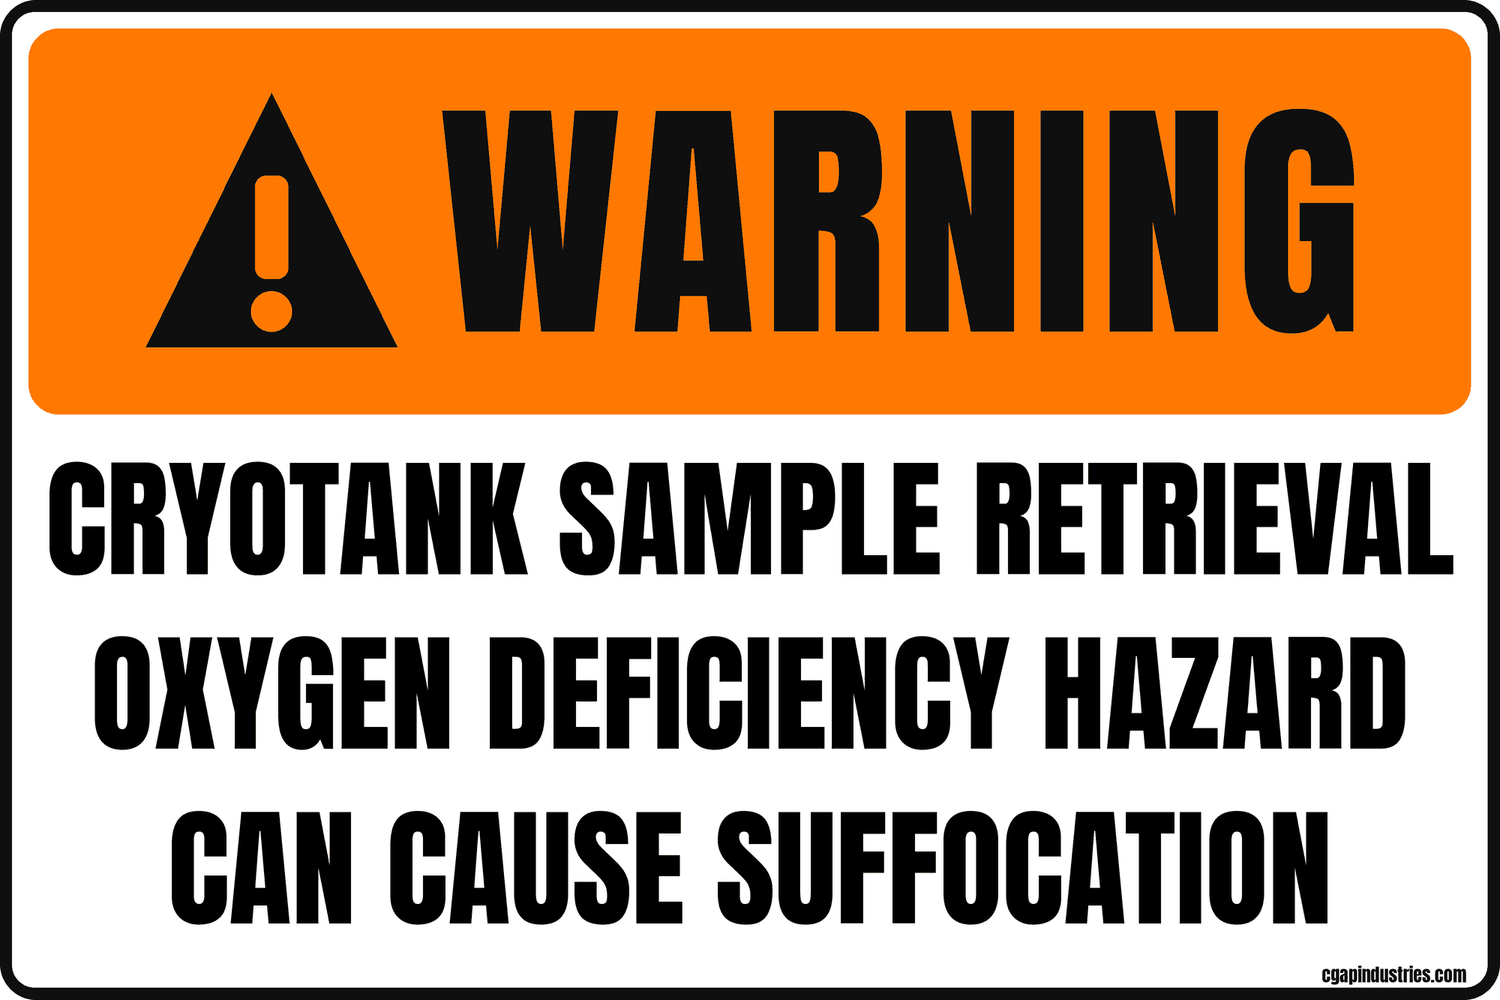 WARNING
CRYOTANK SAMPLE RETRIEVAL
OXYGEN DEFICIENCY HAZARD
CAN CAUSE SUFFOCATION
cgapindustries.com